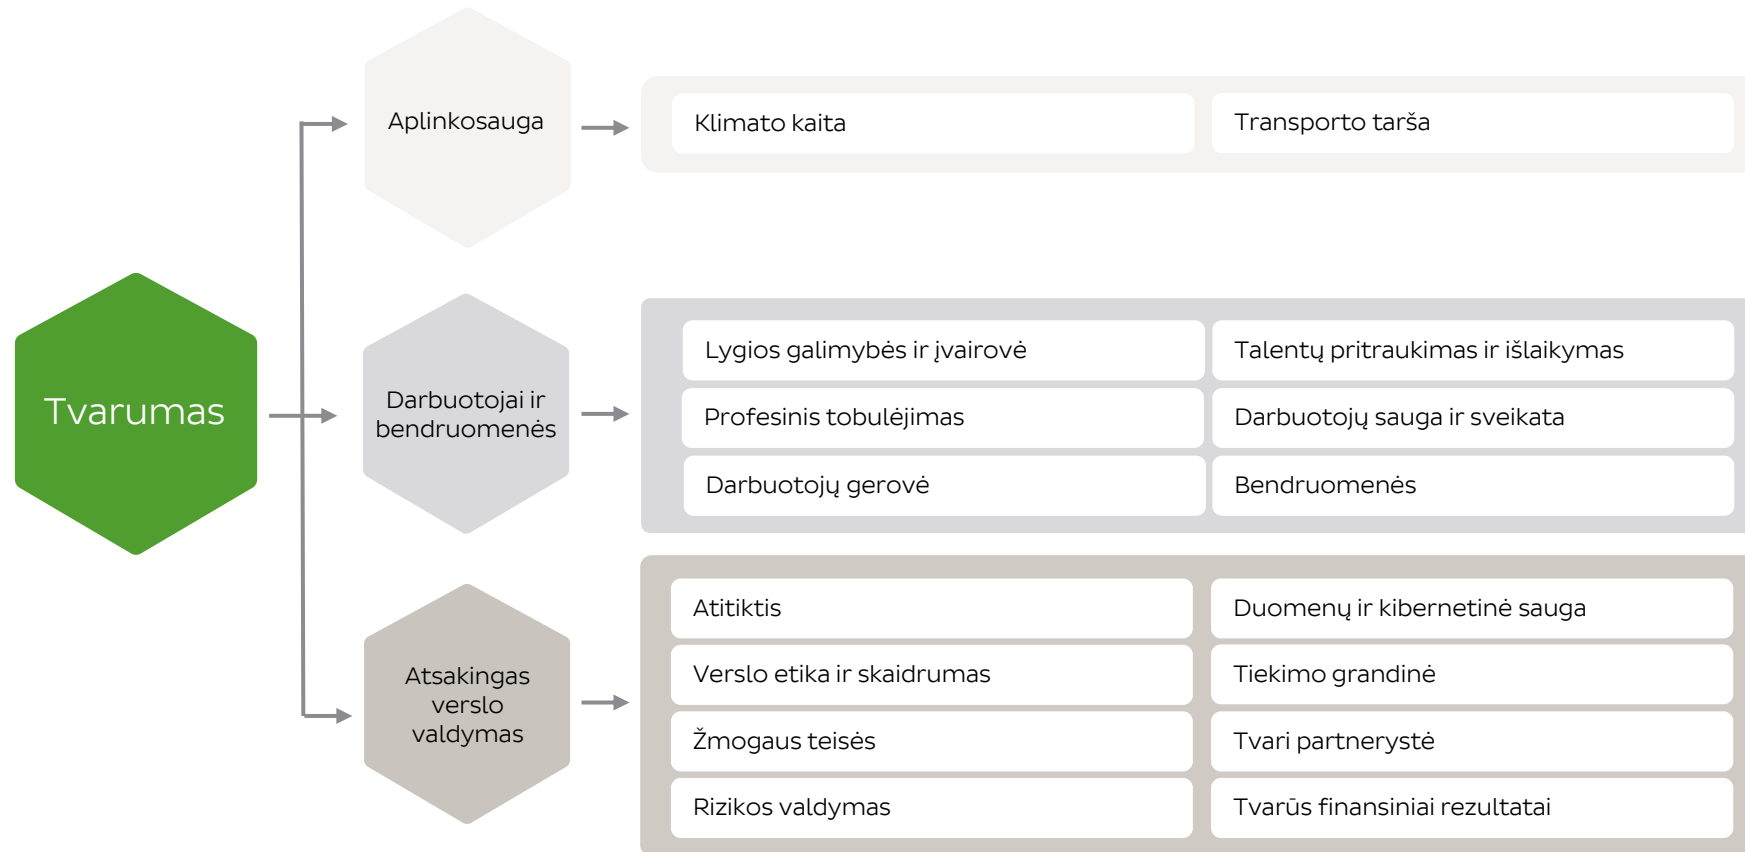 Tvarumas
Aplinkosauga
Klimato kaita
Transporto tarša
Darbuotojai ir
bendruomenės
Lygios galimybės ir įvairovė
Talentų pritraukimas ir išlaikymas
Profesinis tobulėjimas
Darbuotojų sauga ir sveikata
Darbuotojų gerovė
Bendruomenės
Atsakingas
verslo
valdymas
Atitiktis
Duomenų ir kibernetinė sauga
Verslo etika ir skaidrumas
Tiekimo grandinė
Žmogaus teisės
Tvari partnerystė
Rizikos valdymas
Tvarūs finansiniai rezultatai